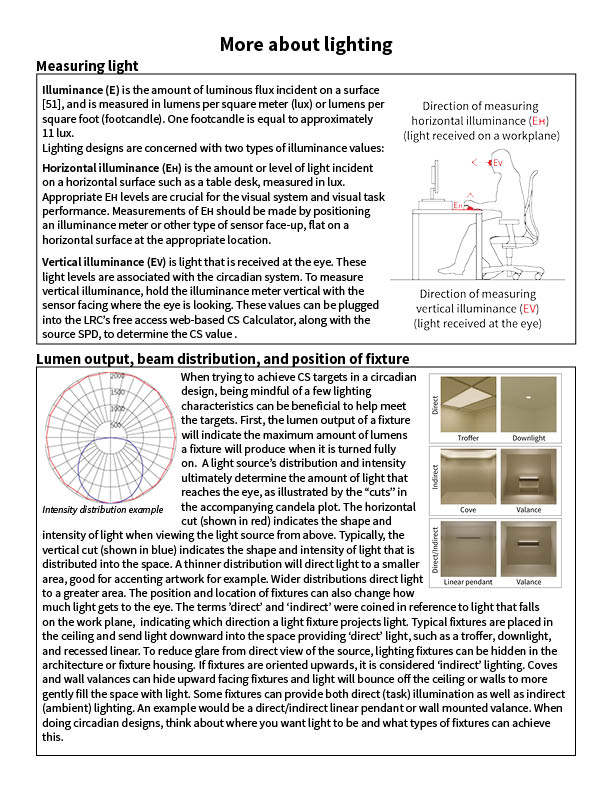 More about lighting
Measuring light
Illuminance (E) is the amount of luminous flux incident on a surface
[51], and is measured in lumens per square meter (lux) or lumens per
square foot (footcandle). One footcandle is equal to approximately
11 lux.
Lighting designs are concerned with two types of illuminance values:
Horizontal illuminance (EH) is the amount or level of light incident
on a horizontal surface such as a table desk, measured in lux.
Appropriate EH levels are crucial for the visual system and visual task
performance. Measurements of EH should be made by positioning
an illuminance meter or other type of sensor face-up, flat on a
horizontal surface at the appropriate location.
Vertical illuminance (EV) is light that is received at the eye. These
light levels are associated with the circadian system. To measure
vertical illuminance, hold the illuminance meter vertical with the
sensor facing where the eye is looking. These values can be plugged
into the LRC's free access web-based CS Calculator, along with the
source SPD, to determine the CS value .
Direction of measuring
horizontal illuminance (EH)
(light received on a workplane)
EV
EH
Direction of measuring
vertical illuminance (EV)
(light received at the eye)
Lumen output, beam distribution, and position of fixture
2000
1500
1000
500
Intensity distribution example
When trying to achieve CS targets in a circadian
design, being mindful of a few lighting
characteristics can be beneficial to help meet
the targets. First, the lumen output of a fixture
will indicate the maximum amount of lumens
a fixture will produce when it is turned fully
on.  A light source's distribution and intensity
ultimately determine the amount of light that
reaches the eye, as illustrated by the “cuts” in
the accompanying candela plot. The horizontal
cut (shown in red) indicates the shape and
intensity of light when viewing the light source from above. Typically, the
vertical cut (shown in blue) indicates the shape and intensity of light that is
distributed into the space. A thinner distribution will direct light to a smaller
area, good for accenting artwork for example. Wider distributions direct light
to a greater area. The position and location of fixtures can also change how
much light gets to the eye. The terms ’direct’ and ‘indirect’ were coined in reference to light that falls
on the work plane,  indicating which direction a light fixture projects light. Typical fixtures are placed in
the ceiling and send light downward into the space providing ‘direct’ light, such as a troffer, downlight,
and recessed linear. To reduce glare from direct view of the source, lighting fixtures can be hidden in the
architecture or fixture housing. If fixtures are oriented upwards, it is considered ‘indirect’ lighting. Coves
and wall valances can hide upward facing fixtures and light will bounce off the ceiling or walls to more
gently fill the space with light. Some fixtures can provide both direct (task) illumination as well as indirect
(ambient) lighting. An example would be a direct/indirect linear pendant or wall mounted valance. When
doing circadian designs, think about where you want light to be and what types of fixtures can achieve
this.
Direct
Troffer
Downlight
Indirect
Cove
Valance
Direct/Indirect
Linear pendant
Valance